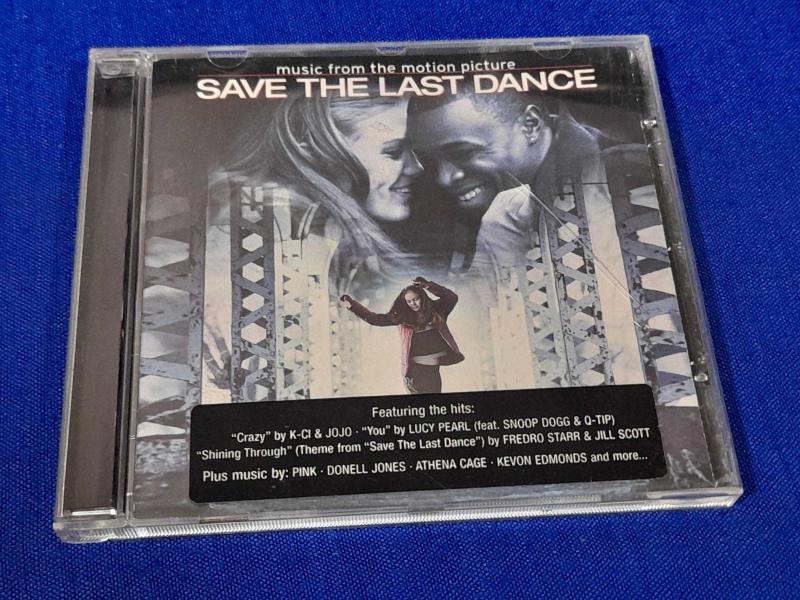 music from the motion picture
SAVE THE LAST DANCE
Featuring the hits:
"Crazy" by K-CI & JOJO · "You" by LUCY PEARL (feat. SNOOP DOGG & Q-TIP)
"Shining Through" (Theme from "Save The Last Dance") by FREDRO STARR & JILL SCOTT
Plus music by: PINK · DONELL JONES · ATHENA CAGE · KEVON EDMONDS and more...